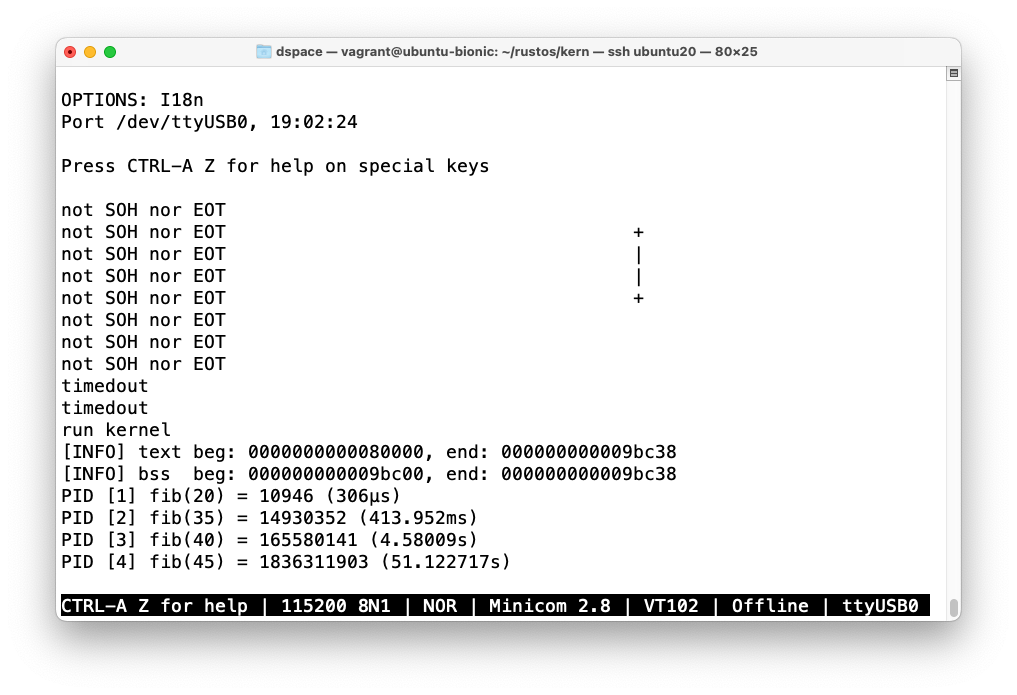 dspace — vagrant@ubuntu-bionic: ~/rustos/kern — ssh ubuntu20 — 80×25
OPTIONS: I18n
Port /dev/ttyUSB0, 19:02:24
Press CTRL-A Z for help on special keys
not SOH nor EOT
not SOH nor EOT +
not SOH nor EOT |
not SOH nor EOT |
not SOH nor EOT +
not SOH nor EOT
not SOH nor EOT
not SOH nor EOT
timedout
timedout
run kernel
[INFO] text beg: 0000000000080000, end: 000000000009bc38
[INFO] bss  beg: 000000000009bc00, end: 000000000009bc38
PID [1] fib(20) = 10946 (306µs)
PID [2] fib(35) = 14930352 (413.952ms)
PID [3] fib(40) = 165580141 (4.58009s)
PID [4] fib(45) = 1836311903 (51.122717s)
CTRL-A Z for help | 115200 8N1 | NOR | Minicom 2.8 | VT102 | Offline | ttyUSB0